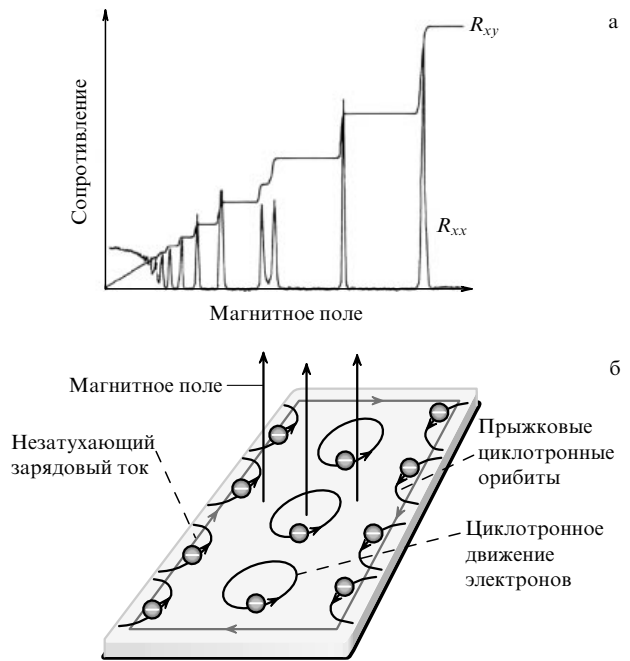 а
R_xy
Сопротивление
R_xx
Магнитное поле
б
Магнитное поле
Незатухающий
зарядовый ток
Прыжковые
циклотронные
орибиты
Циклотронное
движение
электронов